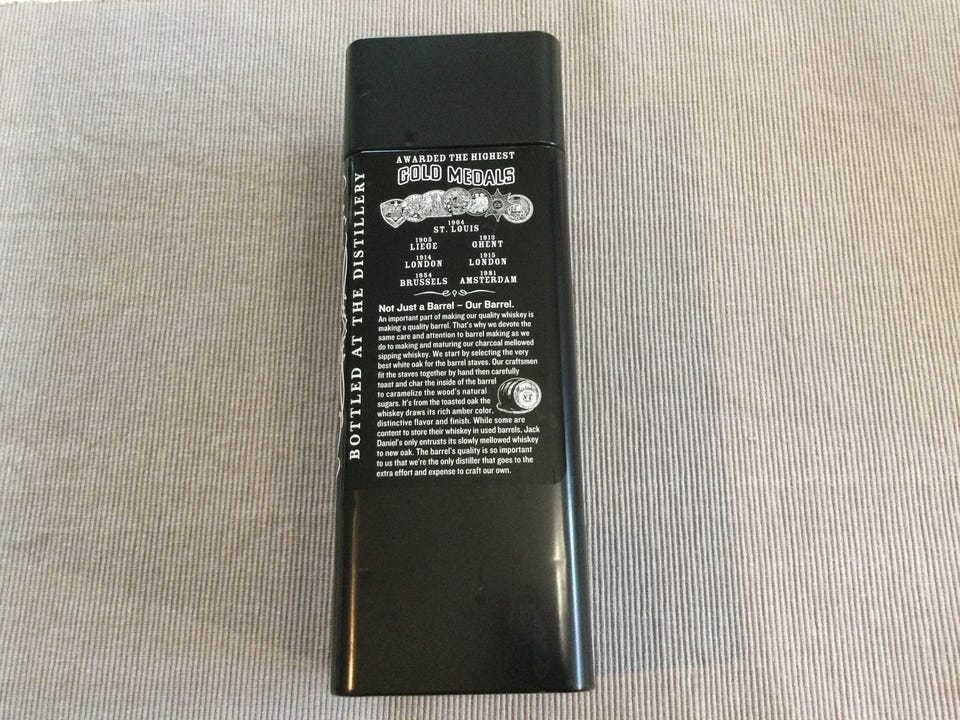 AWARDED THE HIGHEST
GOLD MEDALS
1904
ST. LOUIS
1905 1913
LIEGE GHENT
1914 1915
LONDON LONDON
1954 1981
BRUSSELS AMSTERDAM
Not Just a Barrel – Our Barrel.
An important part of making our quality whiskey is
making a quality barrel. That's why we devote the
same care and attention to barrel making as we
do to making and maturing our charcoal mellowed
sipping whiskey. We start by selecting the very
best white oak for the barrel staves. Our craftsmen
fit the staves together by hand then carefully
toast and char the inside of the barrel
to caramelize the wood's natural
sugars. It's from the toasted oak the
whiskey draws its rich amber color,
distinctive flavor and finish. While some are
content to store their whiskey in used barrels, Jack
Daniel's only entrusts its slowly mellowed whiskey
to new oak. The barrel's quality is so important
to us that we're the only distiller that goes to the
extra effort and expense to craft our own.
BOTTLED AT THE DISTILLERY